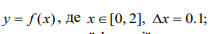 y = f(x), де x ∈ [0, 2], Δx = 0.1;